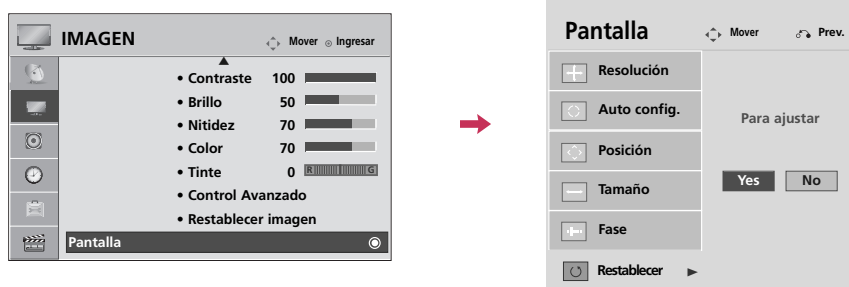 IMAGEN
Mover Ingresar
• Contraste 100
• Brillo 50
• Nitidez 70
• Color 70
• Tinte 0 R G
• Control Avanzado
• Restablecer imagen
Pantalla
Pantalla
Mover Prev.
Resolución
Auto config.
Posición
Tamaño
Fase
Restablecer
Para ajustar
Yes No